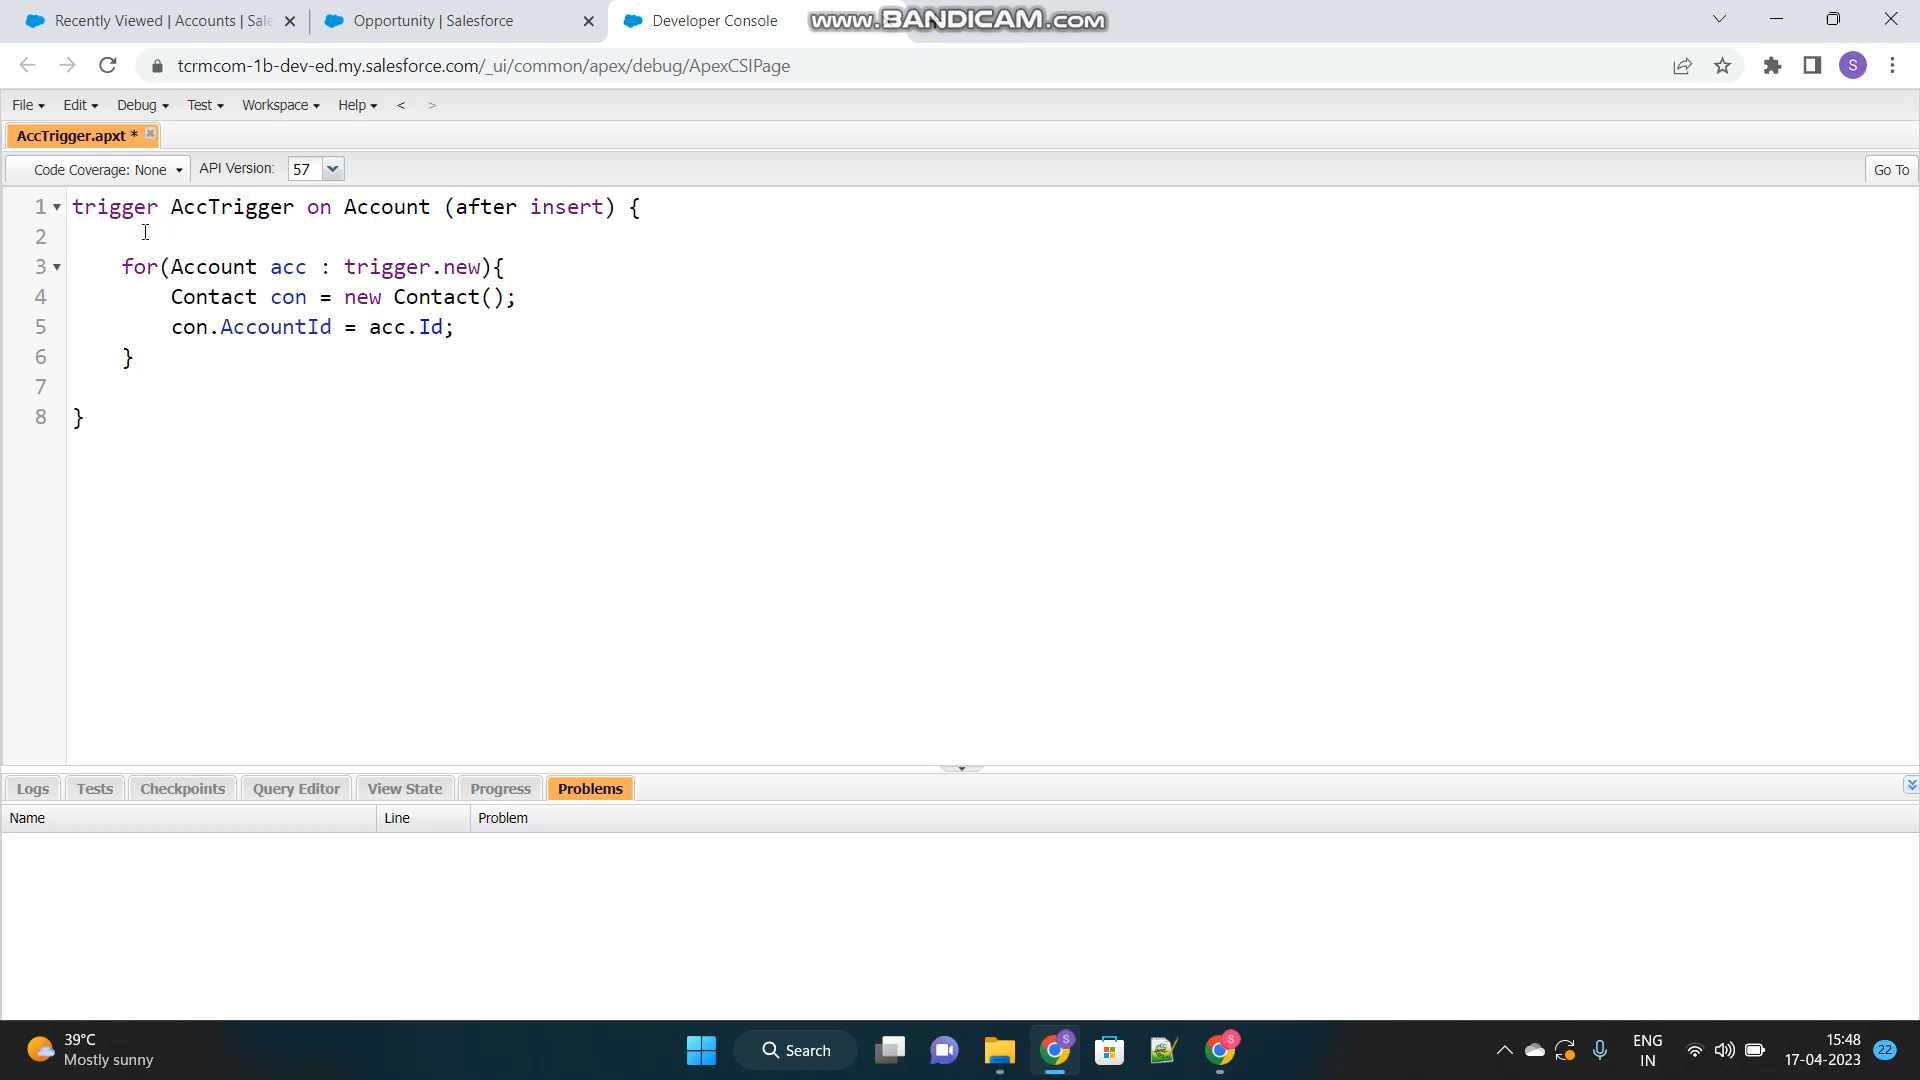 Recently Viewed | Accounts | Sale
Opportunity | Salesforce
Developer Console
www.BANDICAM.com
tcrmcom-1b-dev-ed.my.salesforce.com/_ui/common/apex/debug/ApexCSIPage
S
File Edit Debug Test Workspace Help < >
AccTrigger.apxt *
Code Coverage: None API Version: 57 Go To
1 trigger AccTrigger on Account (after insert) {
2
3 for(Account acc : trigger.new){
4 Contact con = new Contact();
5 con.AccountId = acc.Id;
6 }
7
8 }
Logs Tests Checkpoints Query Editor View State Progress Problems
Name Line Problem
39°C
Mostly sunny
Search
S
S
ENG
IN
15:48
17-04-2023
22